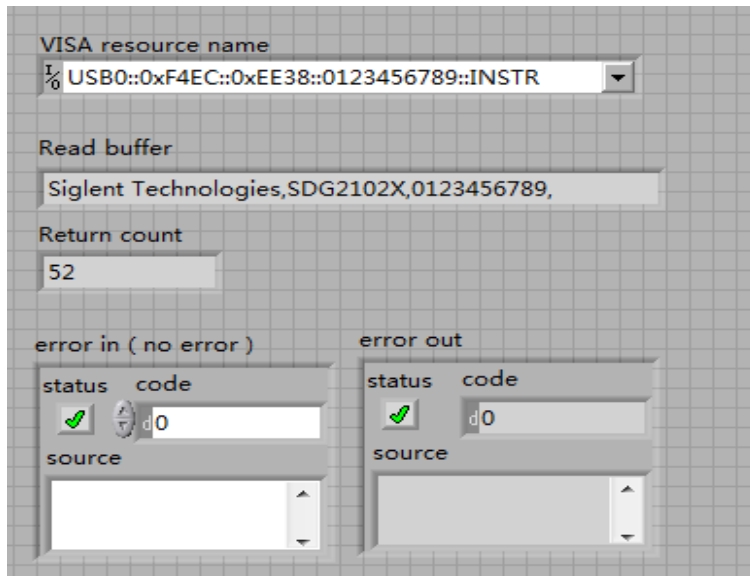 VISA resource name
I/O USB0::0xF4EC::0xEE38::0123456789::INSTR
Read buffer
Siglent Technologies,SDG2102X,0123456789,
Return count
52
error in ( no error )
status code
d 0
source
error out
status code
d 0
source